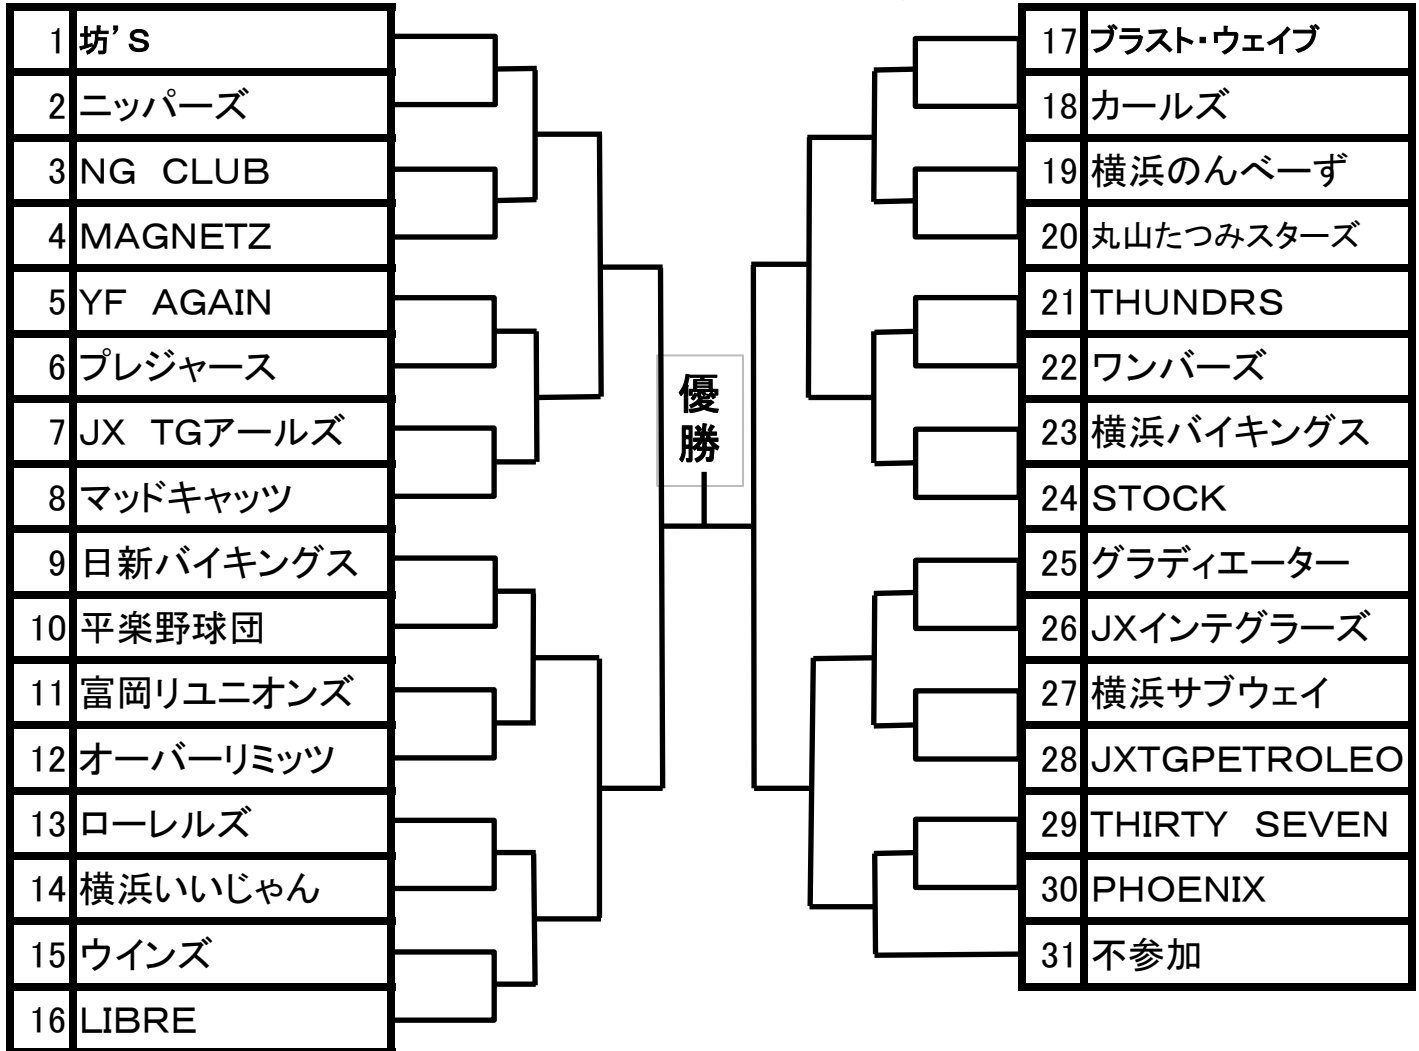 1 坊’S
2 ニッパーズ
3 NG　CLUB
4 MAGNETZ
5 YF　AGAIN
6 プレジャース
7 JX　TGアールズ
8 マッドキャッツ
9 日新バイキングス
10 平楽野球団
11 富岡リユニオンズ
12 オーバーリミッツ
13 ローレルズ
14 横浜いいじゃん
15 ウインズ
16 LIBRE
優
勝
17 ブラスト・ウェイブ
18 カールズ
19 横浜のんべーず
20 丸山たつみスターズ
21 THUNDRS
22 ワンバーズ
23 横浜バイキングス
24 STOCK
25 グラディエーター
26 JXインテグラーズ
27 横浜サブウェイ
28 JXTGPETROLEO
29 THIRTY　SEVEN
30 PHOENIX
31 不参加